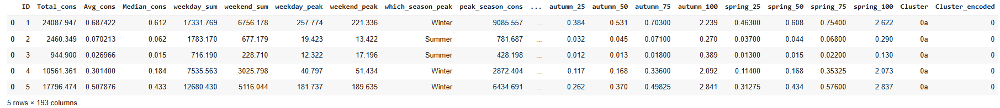 ID Total_cons Avg_cons Median_cons weekday_sum weekend_sum weekday_peak weekend_peak which_season_peak peak_season_cons ... autumn_25 autumn_50 autumn_75 autumn_100 spring_25 spring_50 spring_75 spring_100 Cluster Cluster_encoded
0 1 24087.947 0.687422 0.612 17331.769 6756.178 257.774 221.336 Winter 9085.557 ... 0.384 0.531 0.70300 2.239 0.46300 0.608 0.75400 2.622 0a 0
0 2 2460.349 0.070213 0.062 1783.170 677.179 19.423 13.422 Summer 781.687 ... 0.032 0.045 0.07100 0.270 0.03700 0.044 0.06800 0.290 0a 0
0 3 944.900 0.026966 0.015 716.190 228.710 12.322 17.196 Summer 428.198 ... 0.012 0.013 0.01800 0.389 0.01300 0.015 0.02200 0.130 0a 0
0 4 10561.361 0.301400 0.184 7535.563 3025.798 40.797 51.434 Winter 2872.404 ... 0.117 0.168 0.33600 2.092 0.11400 0.168 0.35325 2.073 0a 0
0 5 17796.474 0.507876 0.433 12680.430 5116.044 181.737 189.635 Winter 6434.691 ... 0.262 0.370 0.49825 2.841 0.31275 0.434 0.57600 2.837 0a 0
5 rows × 193 columns